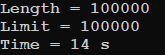 Length = 100000
Limit = 100000
Time = 14 s